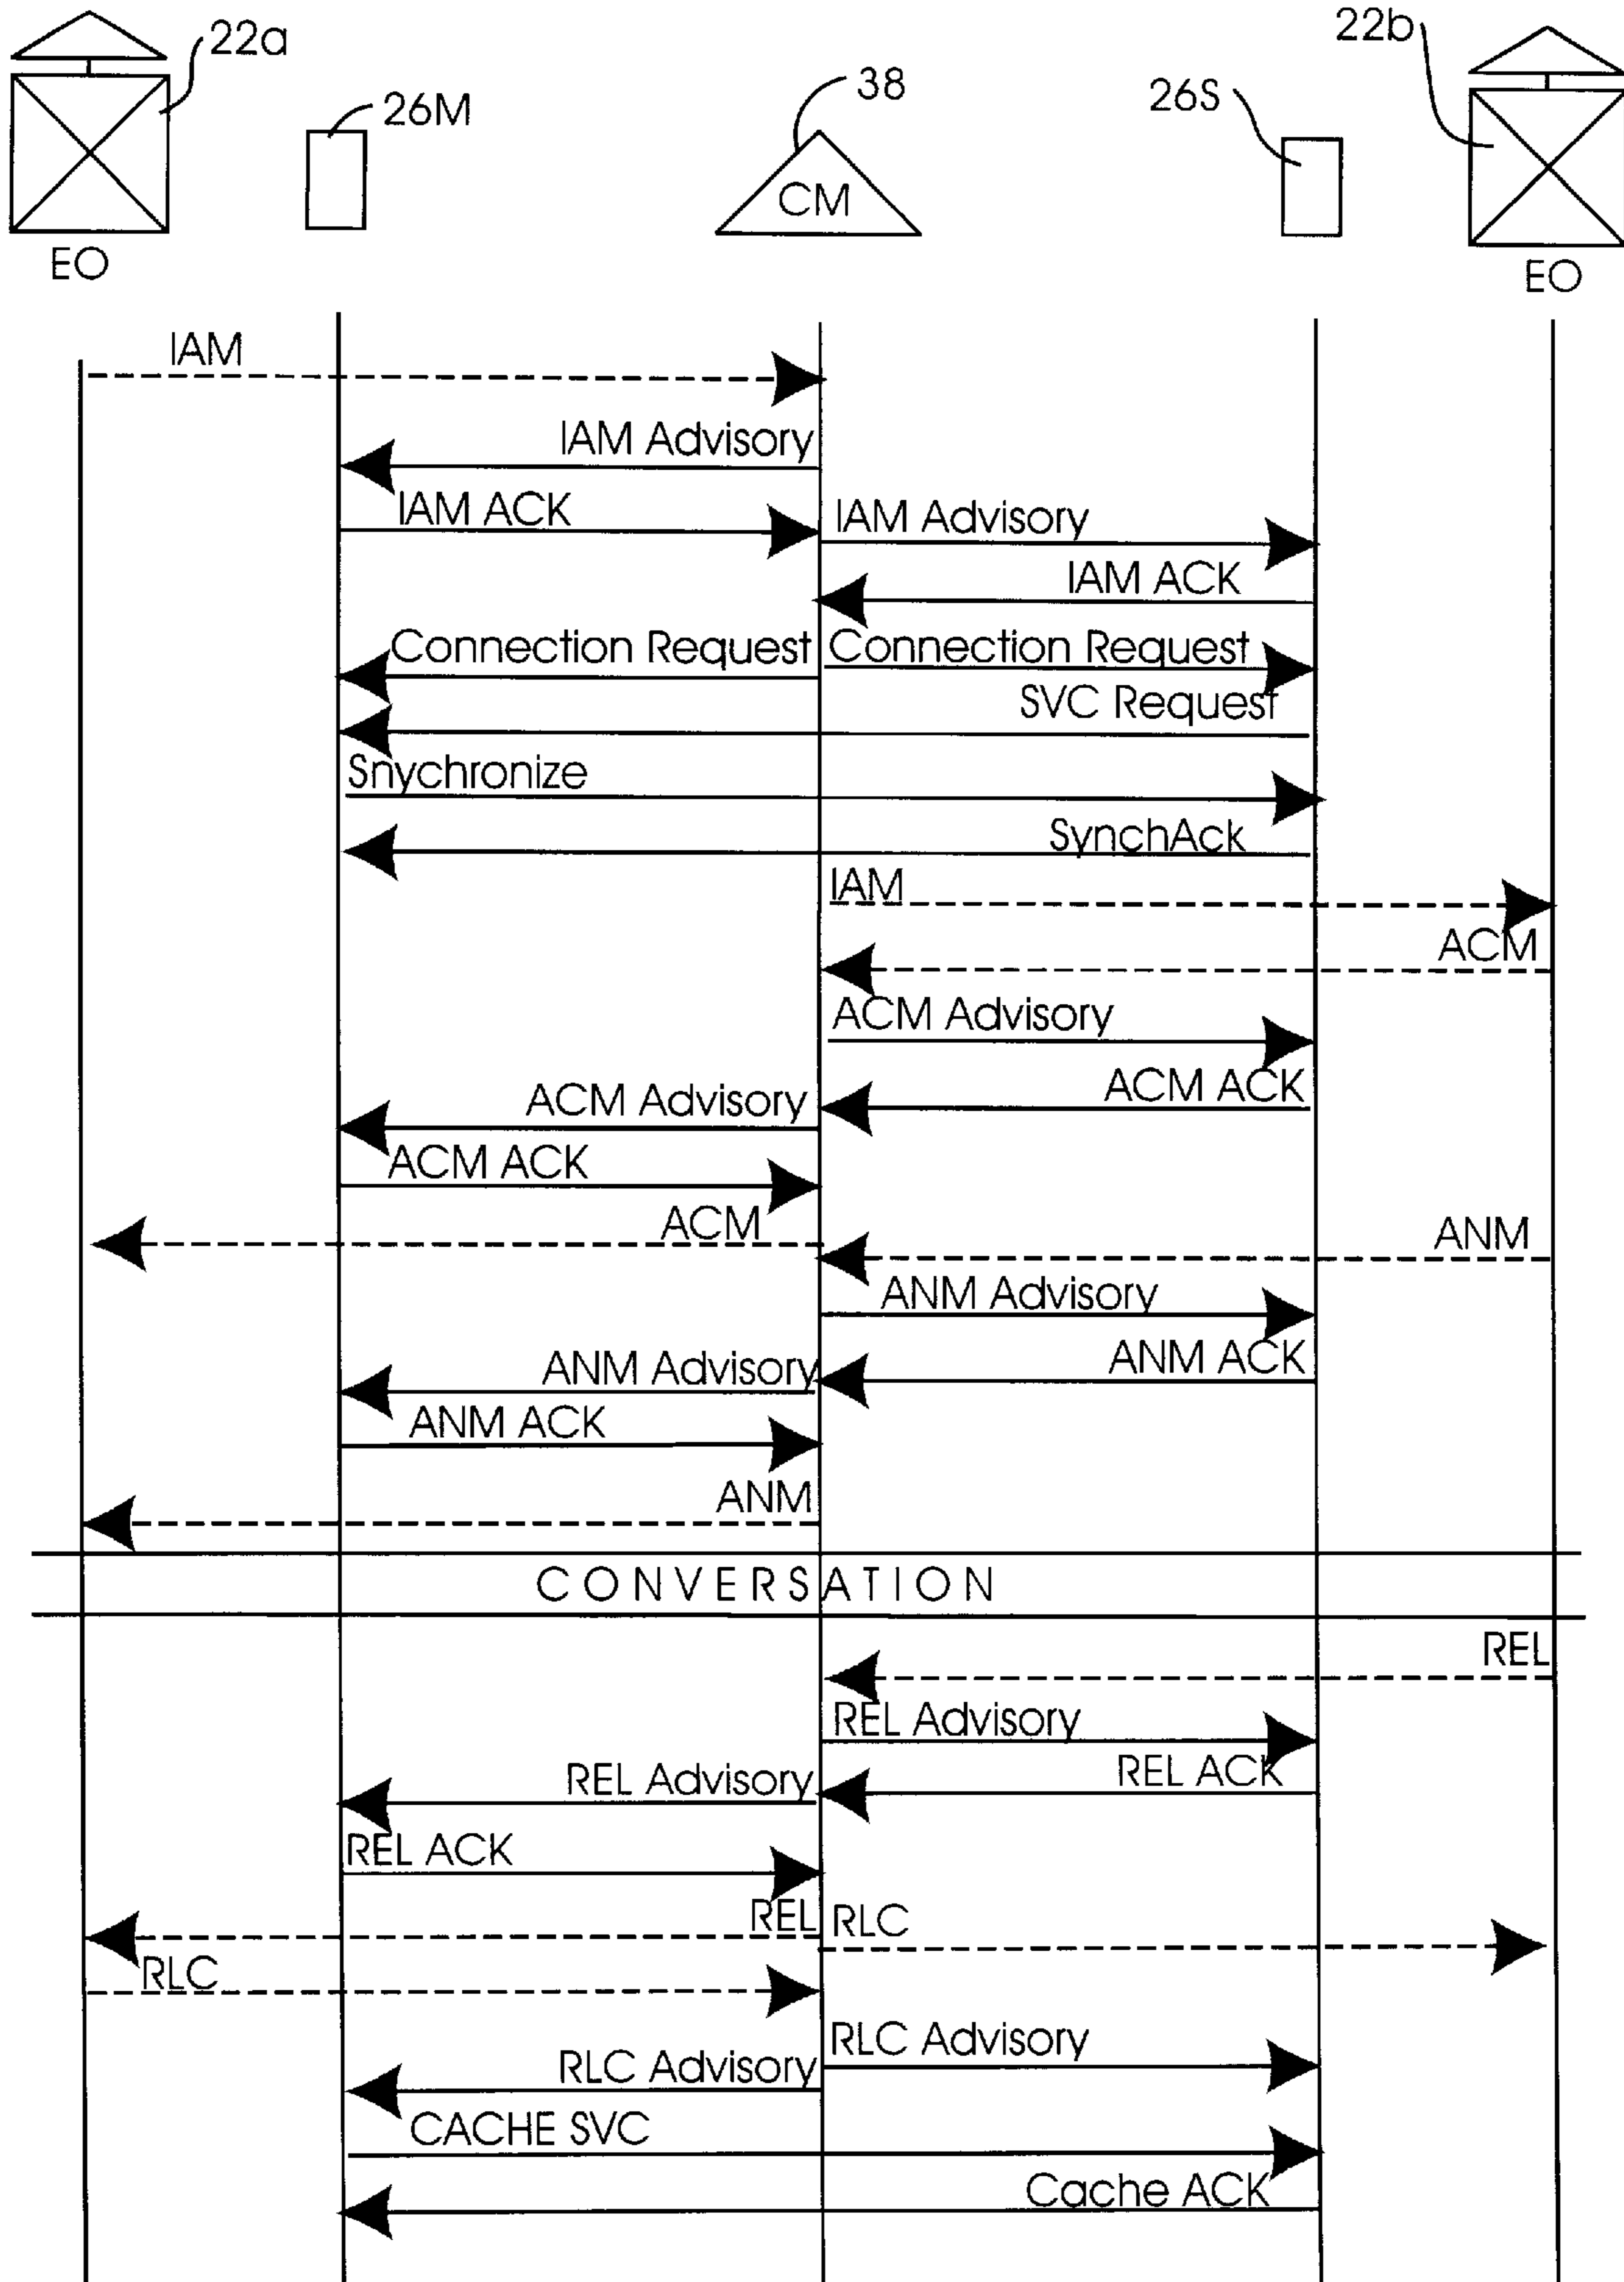 22a
22b
26M
38
26S
CM
EO
EO
IAM
IAM Advisory
IAM ACK
IAM Advisory
IAM ACK
Connection Request
Connection Request
SVC Request
Snychronize
SynchAck
IAM
ACM
ACM Advisory
ACM ACK
ACM Advisory
ACM ACK
ACM
ANM
ANM Advisory
ANM ACK
ANM Advisory
ANM ACK
ANM
CONVERSATION
REL
REL Advisory
REL ACK
REL Advisory
REL ACK
REL
RLC
RLC
RLC Advisory
RLC Advisory
CACHE SVC
Cache ACK